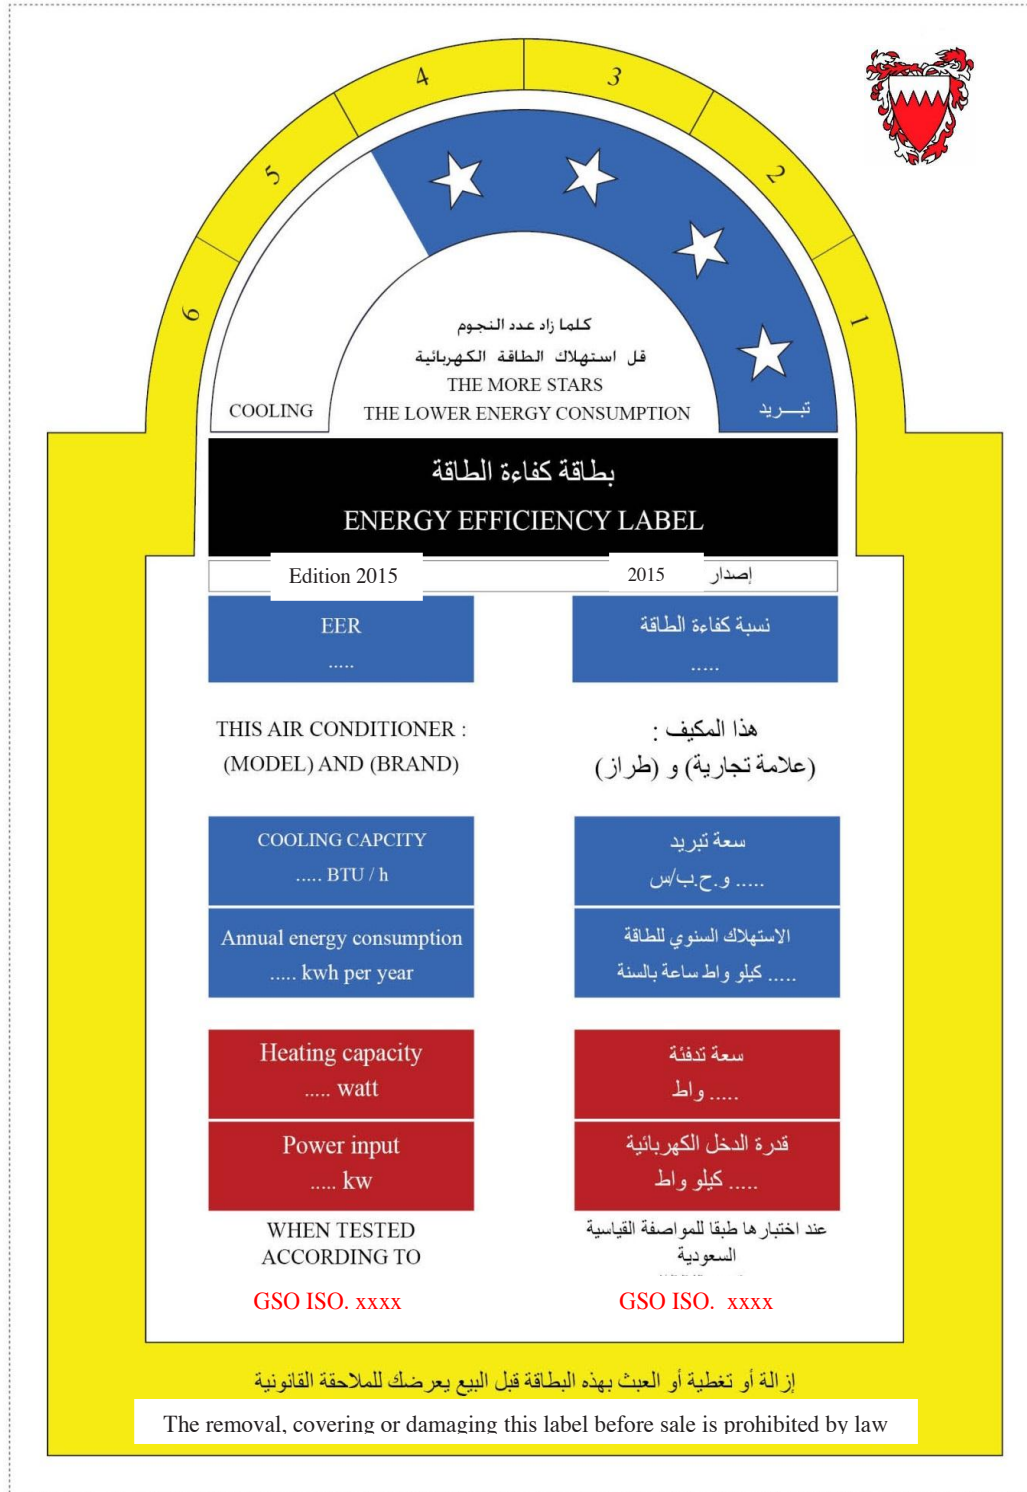 4
3
5
2
6
1
كلما زاد عدد النجوم
قل استهلاك الطاقة الكهربائية
THE MORE STARS
THE LOWER ENERGY CONSUMPTION
COOLING
تبـــريد
بطاقة كفاءة الطاقة
ENERGY EFFICIENCY LABEL
Edition 2015
إصدار 2015
EER
.....
نسبة كفاءة الطاقة
.....
THIS AIR CONDITIONER :
(MODEL) AND (BRAND)
هذا المكيف :
(علامة تجارية) و (طراز)
COOLING CAPCITY
..... BTU / h
سعة تبريد
..... و.ح.ب/س
Annual energy consumption
..... kwh per year
الاستهلاك السنوي للطاقة
..... كيلو واط ساعة بالسنة
Heating capacity
..... watt
سعة تدفئة
..... واط
Power input
..... kw
قدرة الدخل الكهربائية
..... كيلو واط
WHEN TESTED
ACCORDING TO
GSO ISO. xxxx
عند اختبارها طبقا للمواصفة القياسية
السعودية
GSO ISO. xxxx
إزالة أو تغطية أو العبث بهذه البطاقة قبل البيع يعرضك للملاحقة القانونية
The removal, covering or damaging this label before sale is prohibited by law